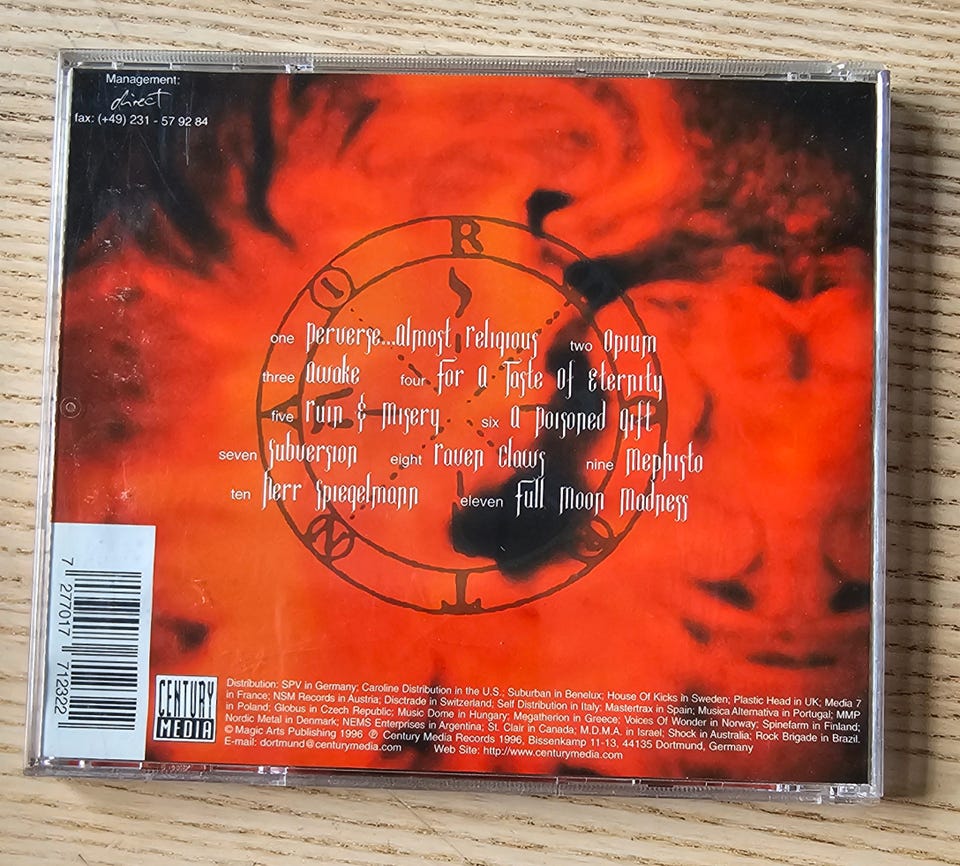 Management:
direct
fax: (+49) 231 - 57 92 84
R
I
one Perverse...Almost Religious two Opium
three Awake four For A Taste Of Eternity
five Ruin & Misery six A Poisoned Gift
seven Subversion eight Raven Claws nine Mephisto
ten Herr Spiegelmann eleven Full Moon Madness
7 277017 712322
CENTURY
MEDIA
Distribution: SPV in Germany; Caroline Distribution in the U.S.; Suburban in Benelux; House Of Kicks in Sweden; Plastic Head in UK; Media 7
in France; NSM Records in Austria; Disctrade in Switzerland; Self Distribution in Italy; Mastertrax in Spain; Musica Alternativa in Portugal; MMP
in Poland; Globus in Czech Republic; Music Dome in Hungary; Megatherion in Greece; Voices Of Wonder in Norway; Spinefarm in Finland;
Nordic Metal in Denmark; NEMS Enterprises in Argentina; St. Clair in Canada; M.D.M.A. in Israel; Shock in Australia; Rock Brigade in Brazil.
© Magic Arts Publishing 1996 ℗ Century Media Records 1996, Bissenkamp 11-13, 44135 Dortmund, Germany
E-mail: dortmund@centurymedia.com Web Site: http://www.centurymedia.com